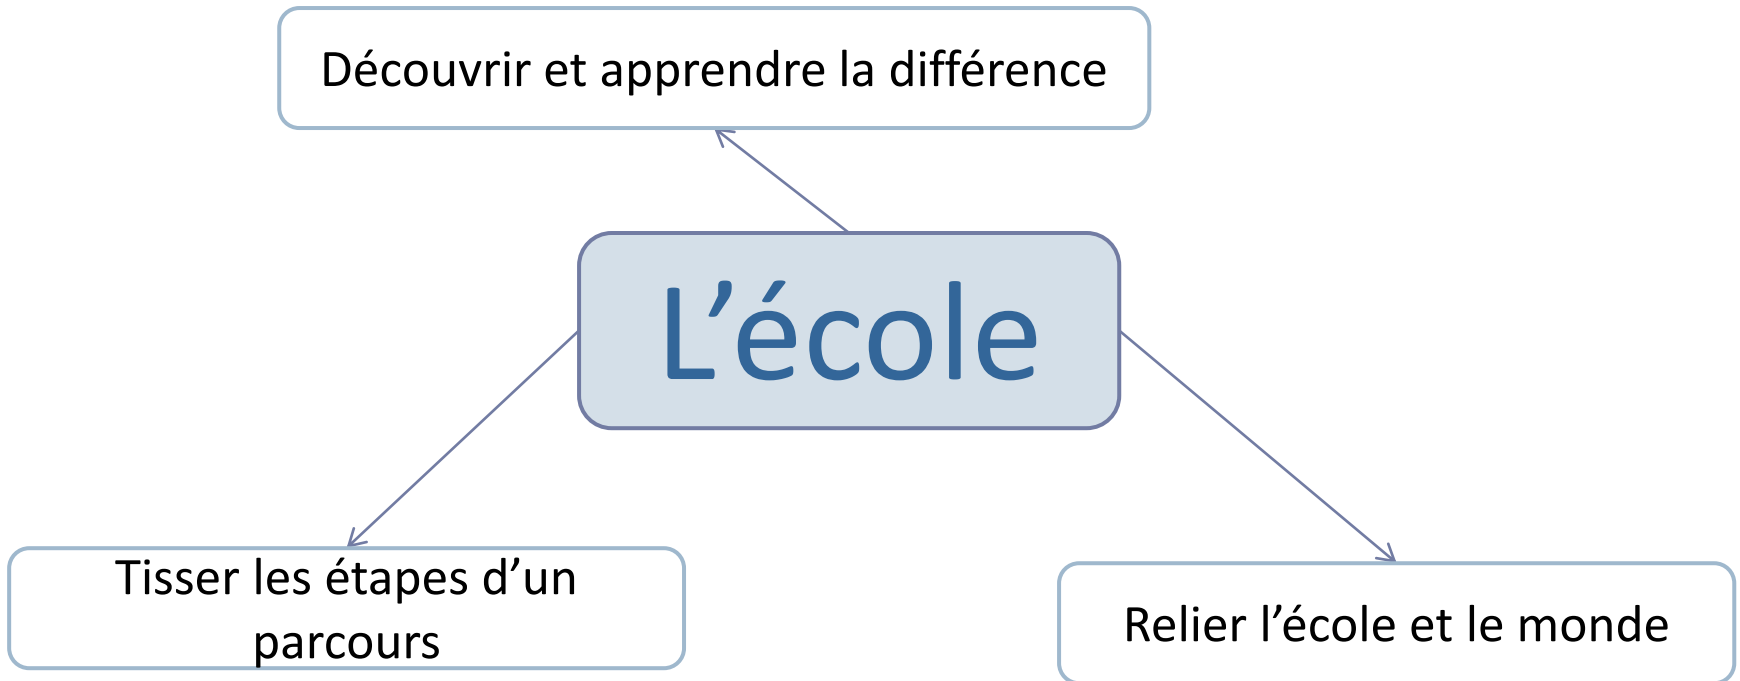 Découvrir et apprendre la différence
L’école
Tisser les étapes d’un
parcours
Relier l’école et le monde